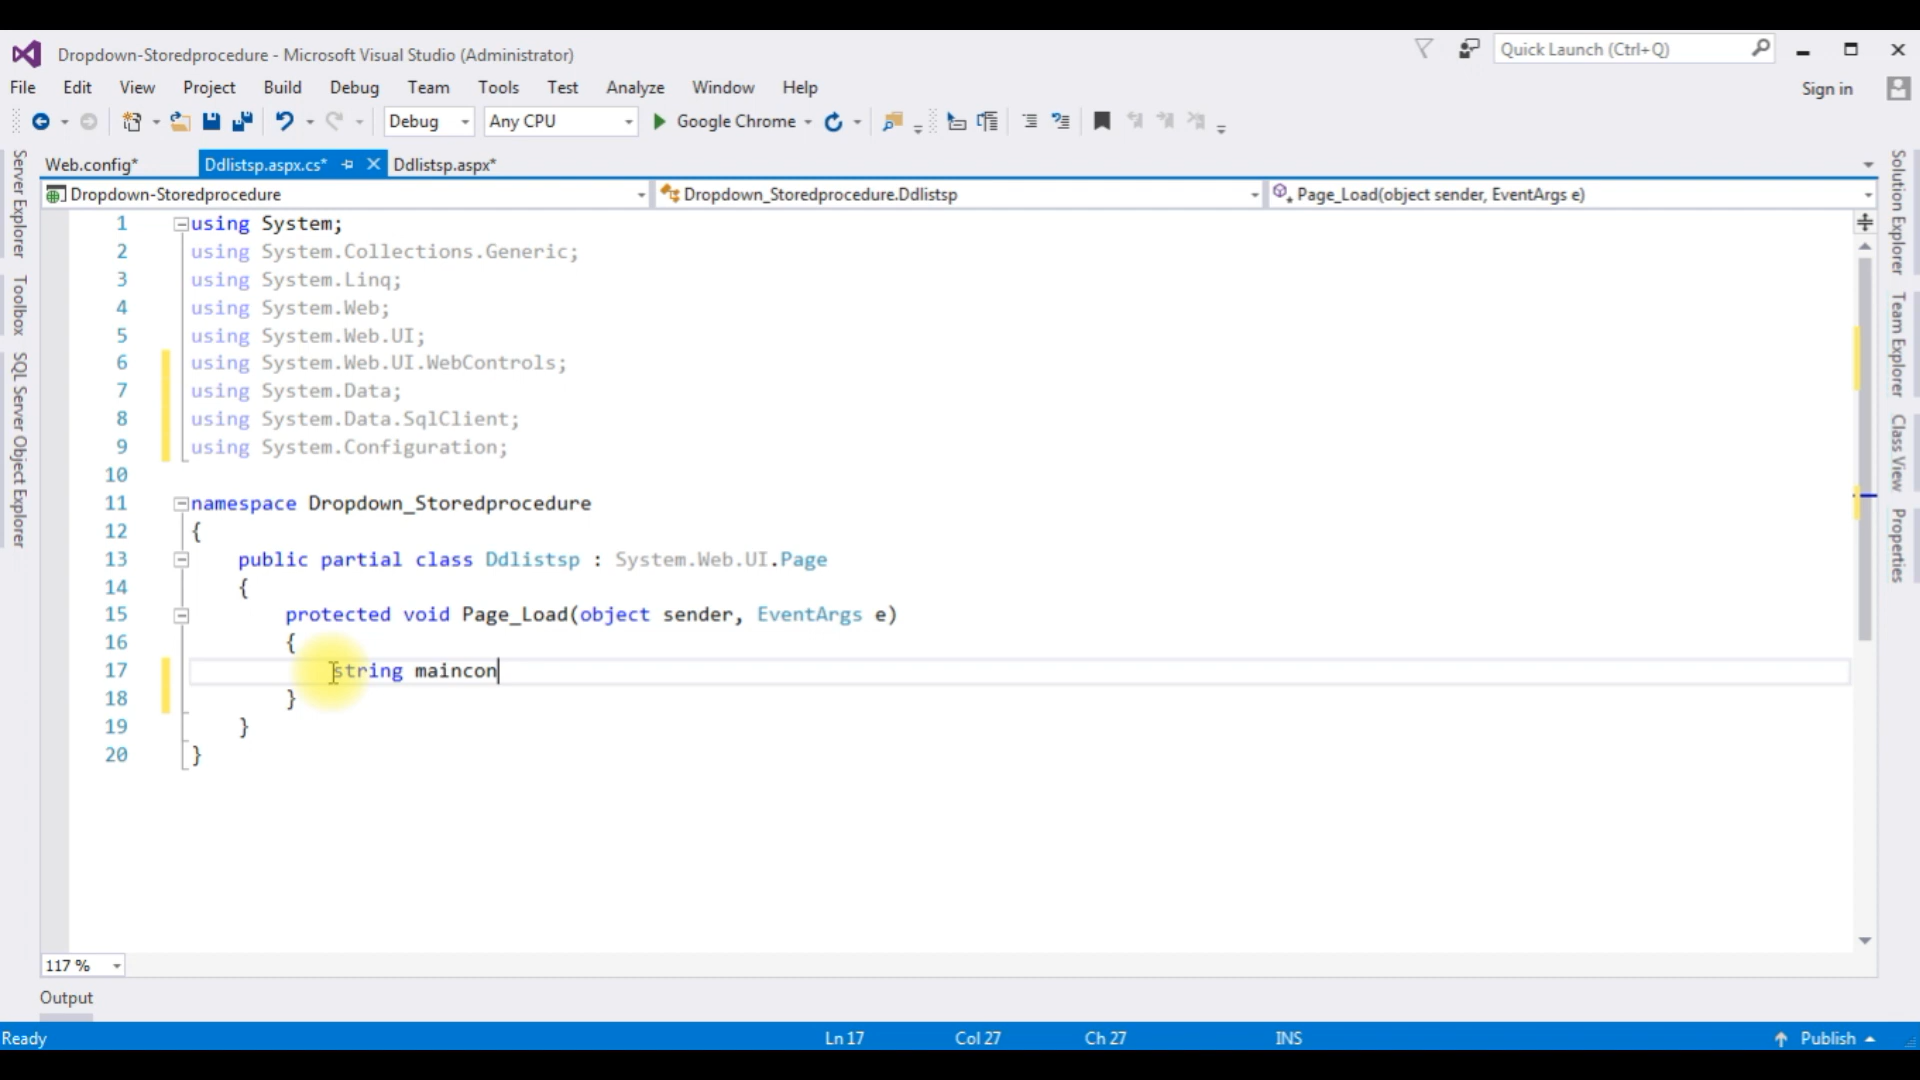 Dropdown-Storedprocedure - Microsoft Visual Studio (Administrator)
Quick Launch (Ctrl+Q)
File Edit View Project Build Debug Team Tools Test Analyze Window Help
Sign in
Debug Any CPU Google Chrome
Web.config* Ddlistsp.aspx.cs* Ddlistsp.aspx*
Dropdown-Storedprocedure Dropdown_Storedprocedure.Ddlistsp Page_Load(object sender, EventArgs e)
Server Explorer
Toolbox
SQL Server Object Explorer
1 using System;
2 using System.Collections.Generic;
3 using System.Linq;
4 using System.Web;
5 using System.Web.UI;
6 using System.Web.UI.WebControls;
7 using System.Data;
8 using System.Data.SqlClient;
9 using System.Configuration;
10
11 namespace Dropdown_Storedprocedure
12 {
13 public partial class Ddlistsp : System.Web.UI.Page
14 {
15 protected void Page_Load(object sender, EventArgs e)
16 {
17 string maincon
18 }
19 }
20 }
Solution Explorer
Team Explorer
Class View
Properties
117 %
Output
Ready Ln 17 Col 27 Ch 27 INS Publish